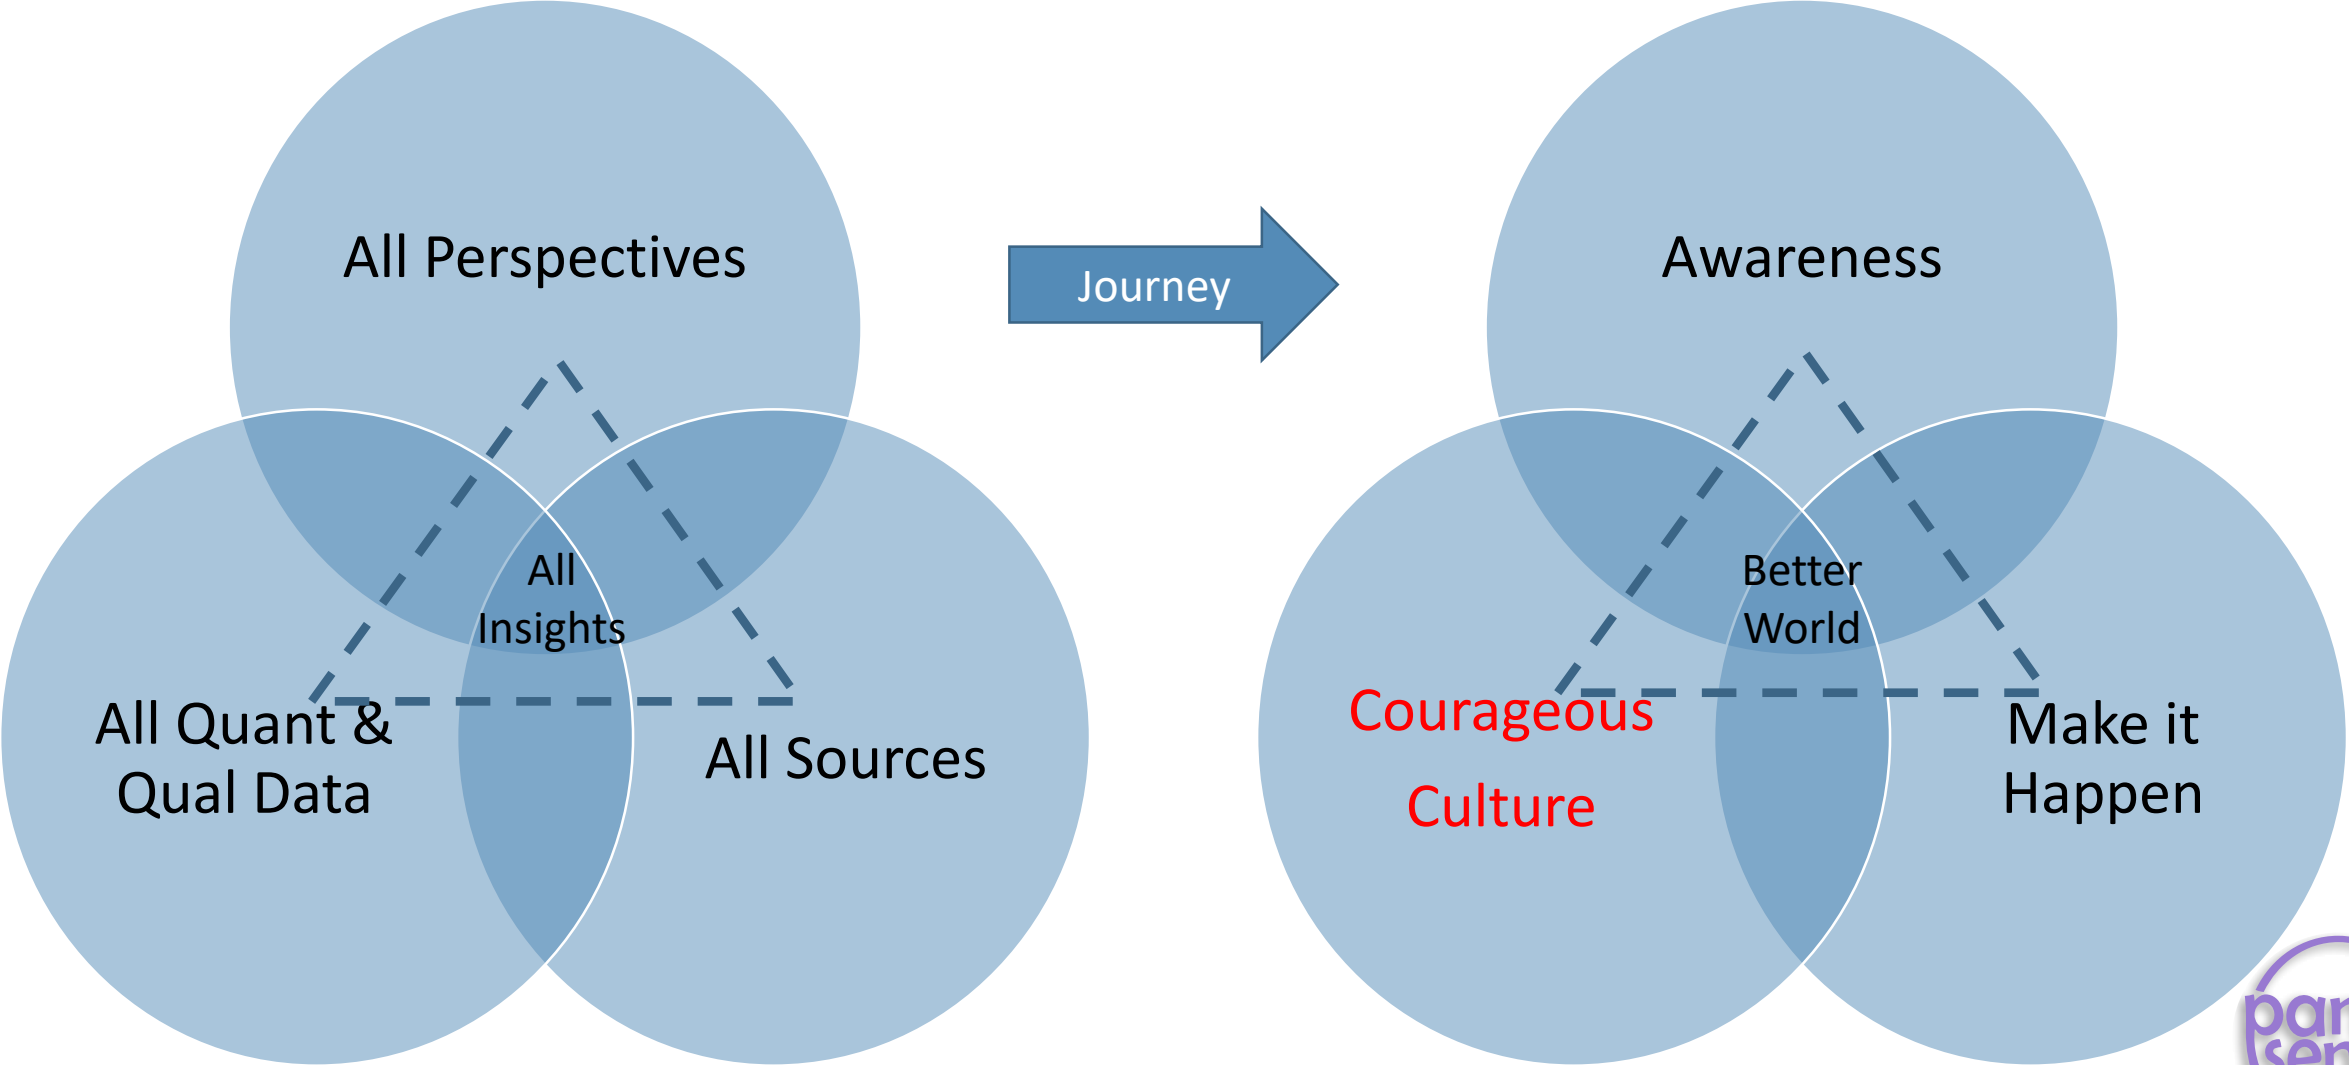 All Perspectives
All
Insights
All Quant &
Qual Data
All Sources
Journey
Awareness
Better
World
Courageous
Culture
Make it
Happen